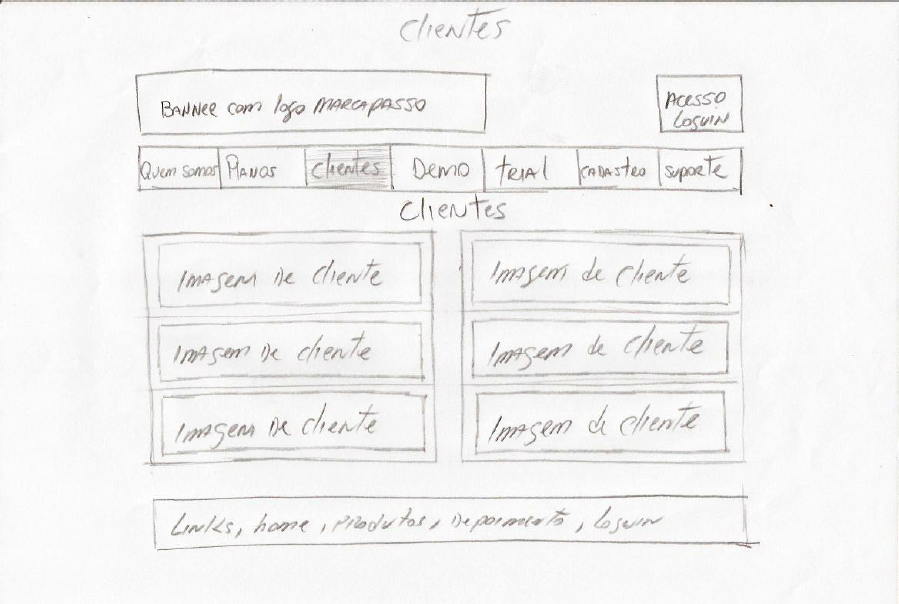 Clientes
Banner com logo Marcapasso
Acesso
Loguin
Quem somos Planos Clientes Demo Trial Cadastro Suporte
Clientes
Imagem de cliente Imagem de cliente
Imagem de cliente Imagem de cliente
Imagem de cliente Imagem de cliente
Links, home, Produtos, Depoimento, Loguin